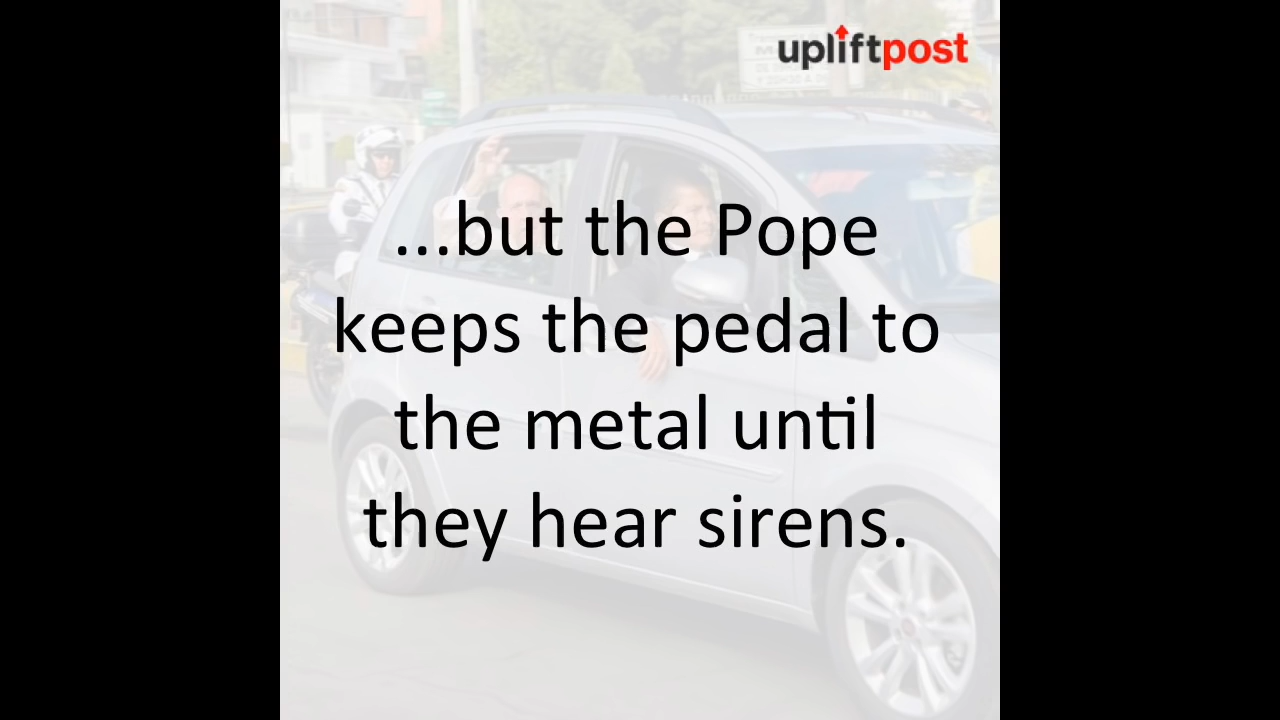 upliftpost
...but the Pope
keeps the pedal to
the metal until
they hear sirens.